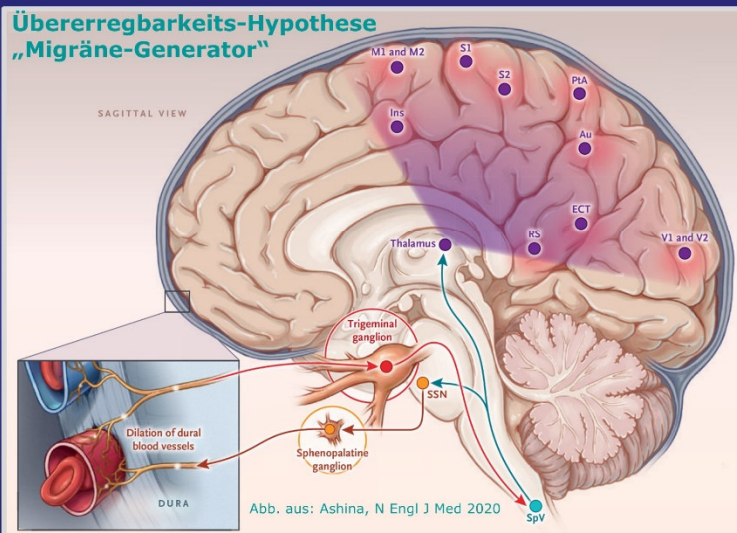 Übererregbarkeits-Hypothese
„Migräne-Generator“
SAGITTAL VIEW
M1 and M2
S1
S2
PtA
Ins
Au
ECT
RS
V1 and V2
Thalamus
Trigeminal
ganglion
SSN
Sphenopalatine
ganglion
Dilation of dural
blood vessels
DURA
Abb. aus: Ashina, N Engl J Med 2020
SpV